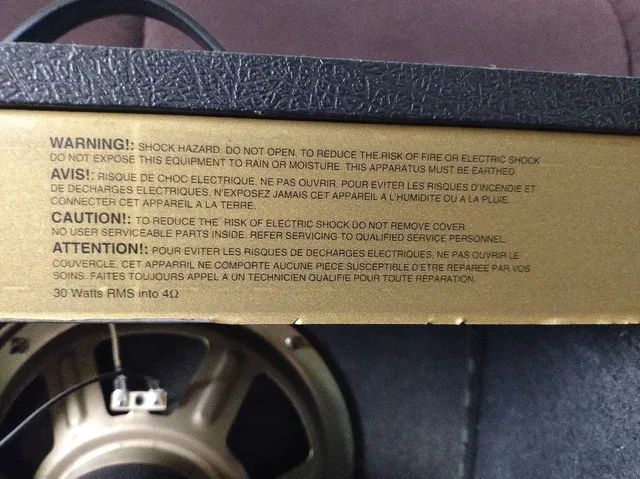 WARNING!: SHOCK HAZARD. DO NOT OPEN. TO REDUCE THE RISK OF FIRE OR ELECTRIC SHOCK
DO NOT EXPOSE THIS EQUIPMENT TO RAIN OR MOISTURE. THIS APPARATUS MUST BE EARTHED
AVIS!: RISQUE DE CHOC ELECTRIQUE. NE PAS OUVRIR. POUR EVITER LES RISQUES D'INCENDIE ET
DE DECHARGES ELECTRIQUES, N'EXPOSEZ JAMAIS CET APPAREIL A L'HUMIDITE OU A LA PLUIE.
CONNECTER CET APPAREIL A LA TERRE.
CAUTION!: TO REDUCE THE RISK OF ELECTRIC SHOCK DO NOT REMOVE COVER.
NO USER SERVICEABLE PARTS INSIDE. REFER SERVICING TO QUALIFIED SERVICE PERSONNEL.
ATTENTION!: POUR EVITER LES RISQUES DE DECHARGES ELECTRIQUES, NE PAS OUVRIR LE
COUVERCLE. CET APPARRIL NE COMPORTE AUCUNE PIECE SUSCEPTIBLE D'ETRE REPAREE PAR VOS
SOINS. FAITES TOUJOURS APPEL A UN TECHNICIEN QUALIFIE POUR TOUTE REPARATION.
30 Watts RMS into 4Ω